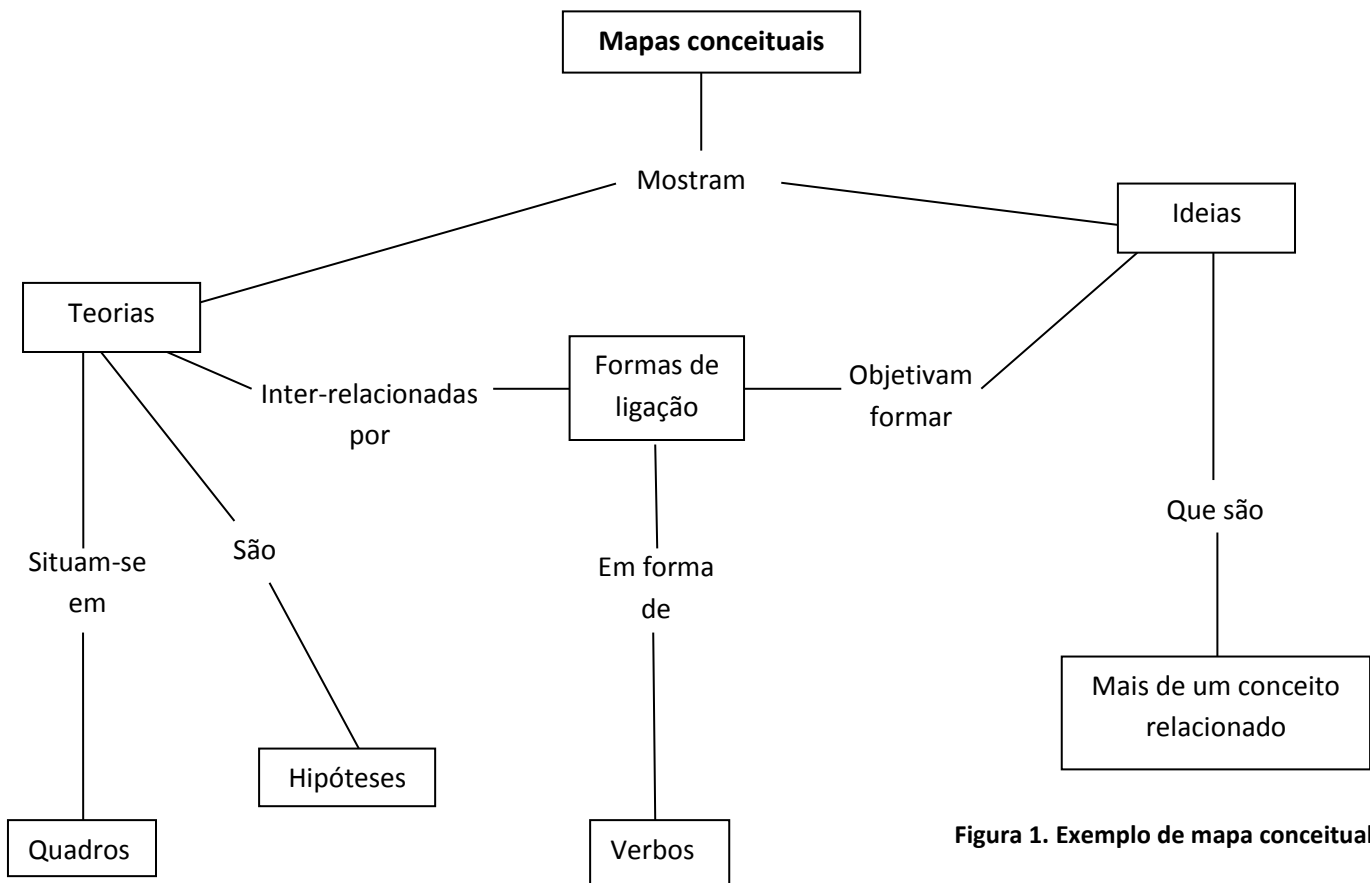 Mapas conceituais
Mostram
Ideias
Teorias
Formas de
ligação
Inter-relacionadas
por
Objetivam
formar
Situam-se
em
São
Em forma
de
Que são
Mais de um conceito
relacionado
Hipóteses
Quadros
Verbos
Figura 1. Exemplo de mapa conceitual